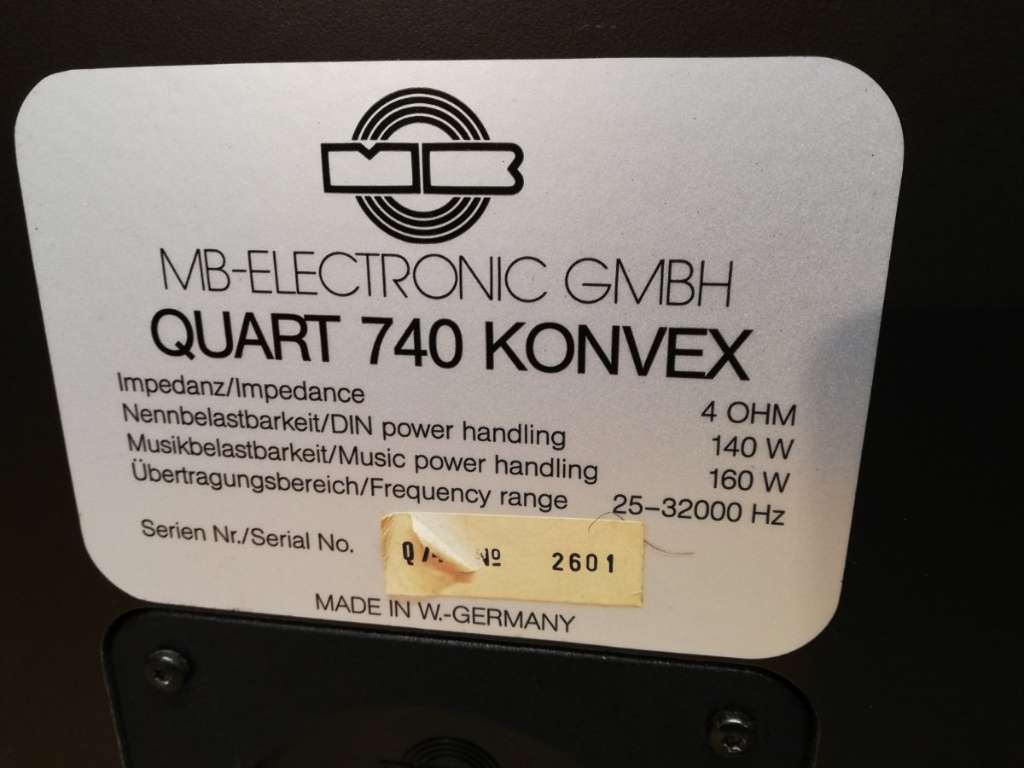 MB
MB-ELECTRONIC GMBH
QUART 740 KONVEX
Impedanz/Impedance 4 OHM
Nennbelastbarkeit/DIN power handling 140 W
Musikbelastbarkeit/Music power handling 160 W
Übertragungsbereich/Frequency range 25–32000 Hz
Serien Nr./Serial No. Nº 2601
MADE IN W.-GERMANY